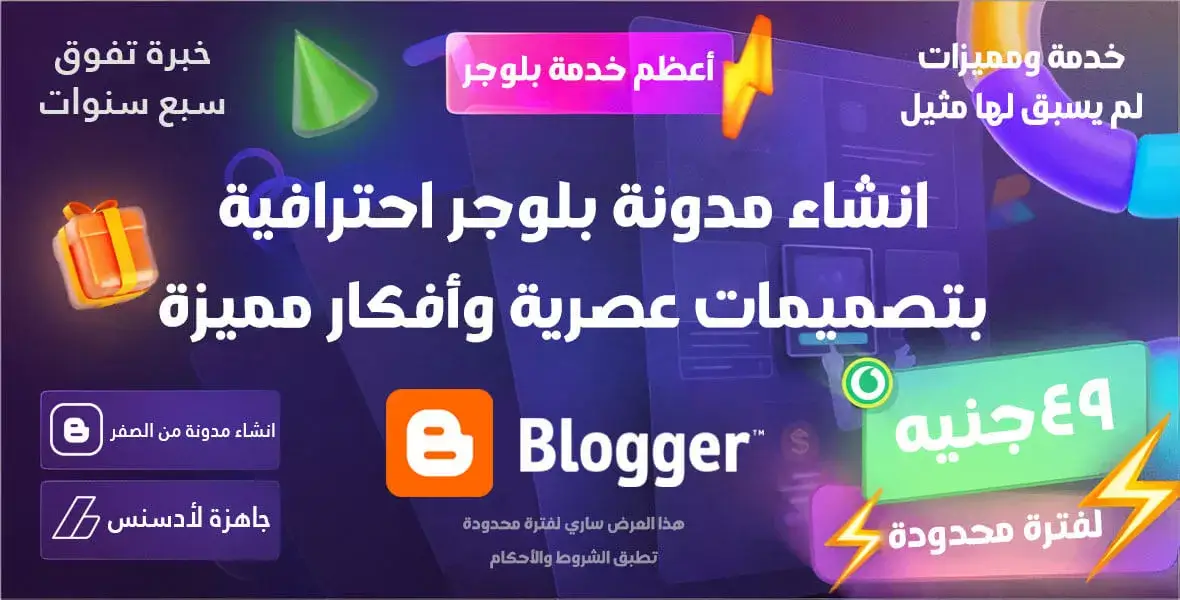 خدمة ومميزات
لم يسبق لها مثيل
أعظم خدمة بلوجر
خبرة تفوق
سبع سنوات
انشاء مدونة بلوجر احترافية
بتصميمات عصرية وأفكار مميزة
٤٩جنيه
لفترة محدودة
Blogger™
هذا العرض ساري لفترة محدودة
تطبق الشروط والأحكام
انشاء مدونة من الصفر
جاهزة لأدسنس